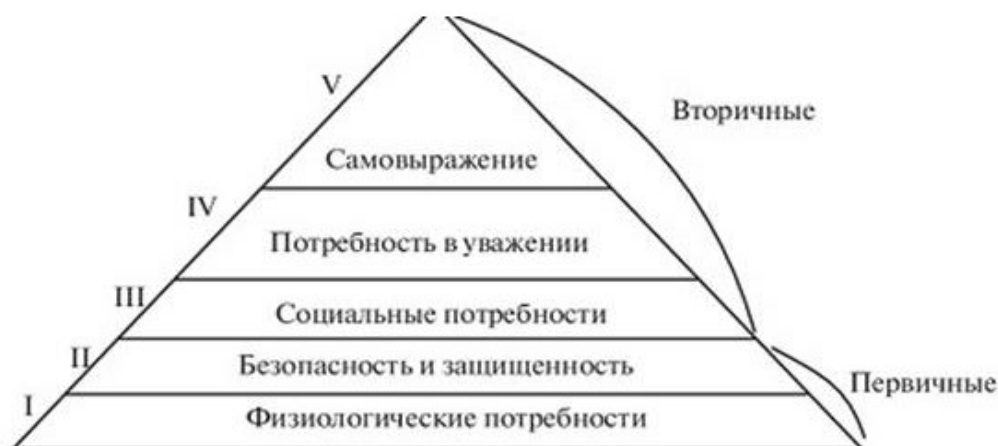 V
Вторичные
Самовыражение
IV
Потребность в уважении
III
Социальные потребности
II
Безопасность и защищенность
Первичные
I
Физиологические потребности